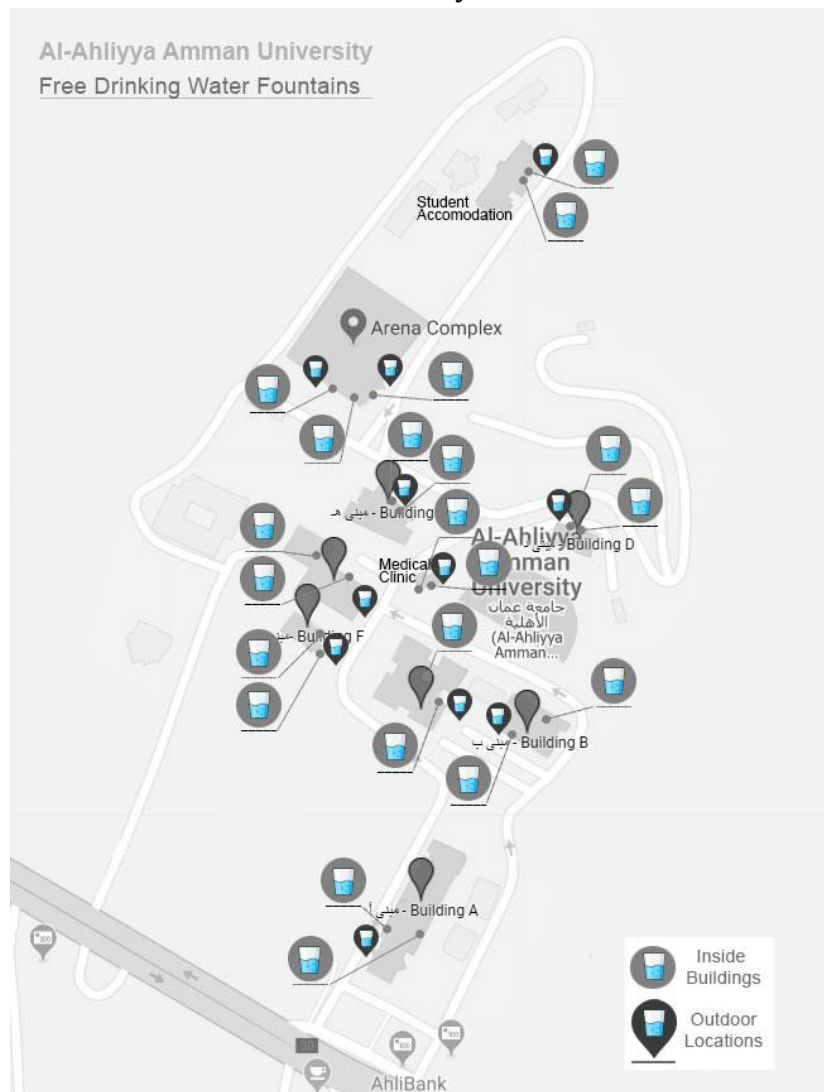 Al-Ahliyya Amman University
Free Drinking Water Fountains
Student
Accomodation
Arena Complex
مبنى هـ - Building
Al-Ahliyya
Amman
University
جامعة عمان
الأهلية
(Al-Ahliyya
Amman...
Building D
Medical
Clinic
Building F
مبنى ب - Building B
مبنى أ - Building A
Inside
Buildings
Outdoor
Locations
AhliBank